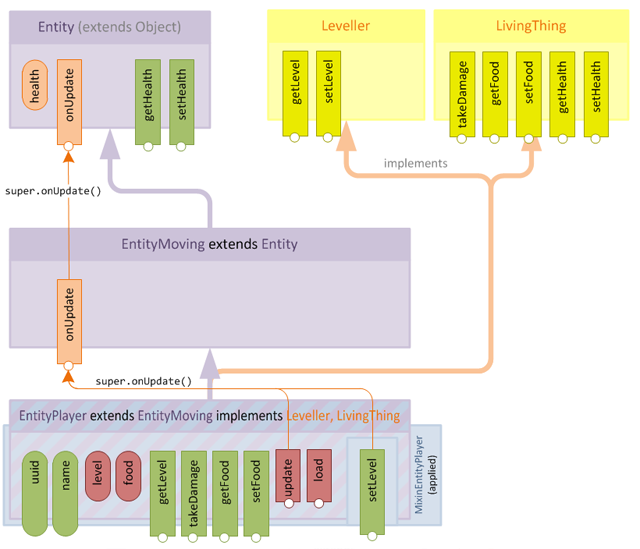 Entity (extends Object)
health
onUpdate
getHealth
setHealth
Leveller
getLevel
setLevel
LivingThing
takeDamage
getFood
setFood
getHealth
setHealth
implements
super.onUpdate()
EntityMoving extends Entity
onUpdate
super.onUpdate()
EntityPlayer extends EntityMoving implements Leveller, LivingThing
uuid
name
level
food
getLevel
takeDamage
getFood
setFood
update
load
setLevel
MixinEntityPlayer
(applied)